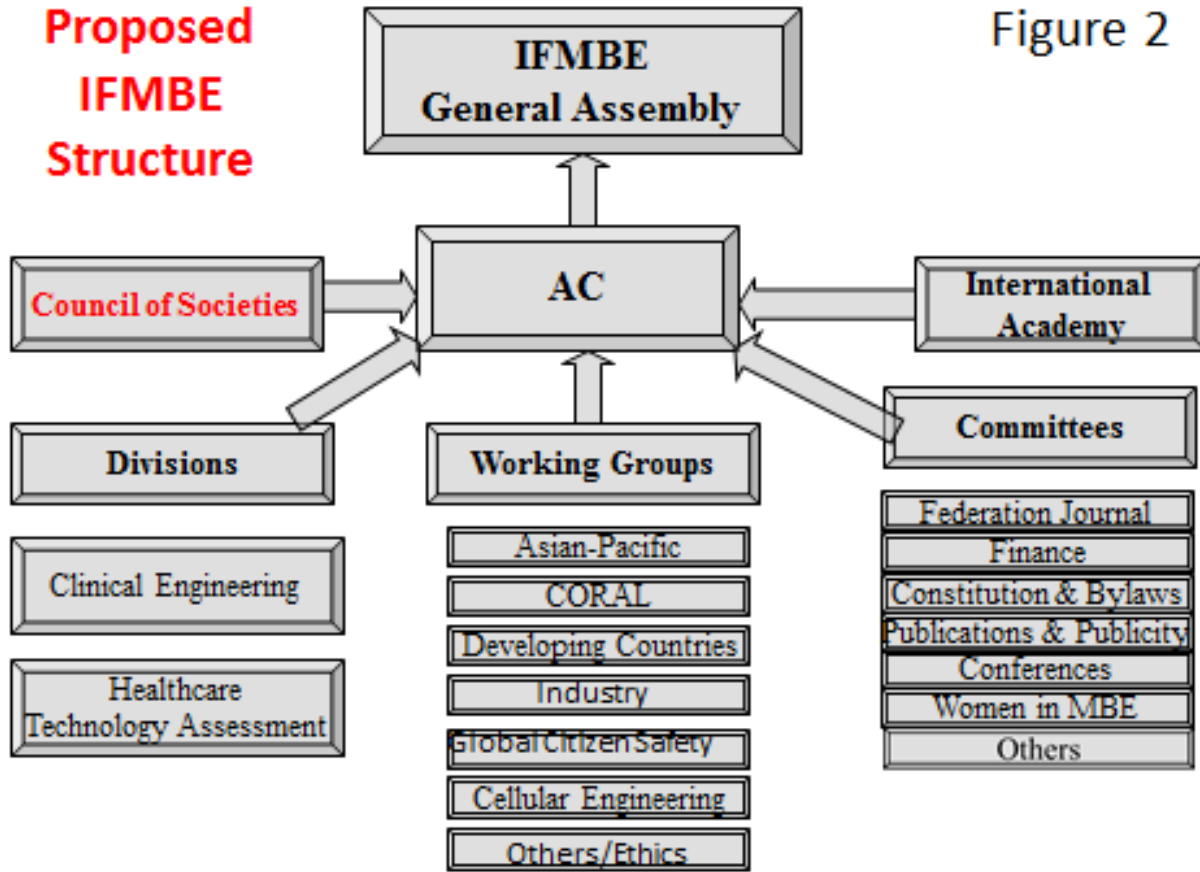 Proposed
IFMBE
Structure
Figure 2
IFMBE
General Assembly
AC
Council of Societies
International
Academy
Divisions
Working Groups
Committees
Clinical Engineering
Healthcare
Technology Assessment
Asian-Pacific
CORAL
Developing Countries
Industry
Global Citizen Safety
Cellular Engineering
Others/Ethics
Federation Journal
Finance
Constitution & Bylaws
Publications & Publicity
Conferences
Women in MBE
Others